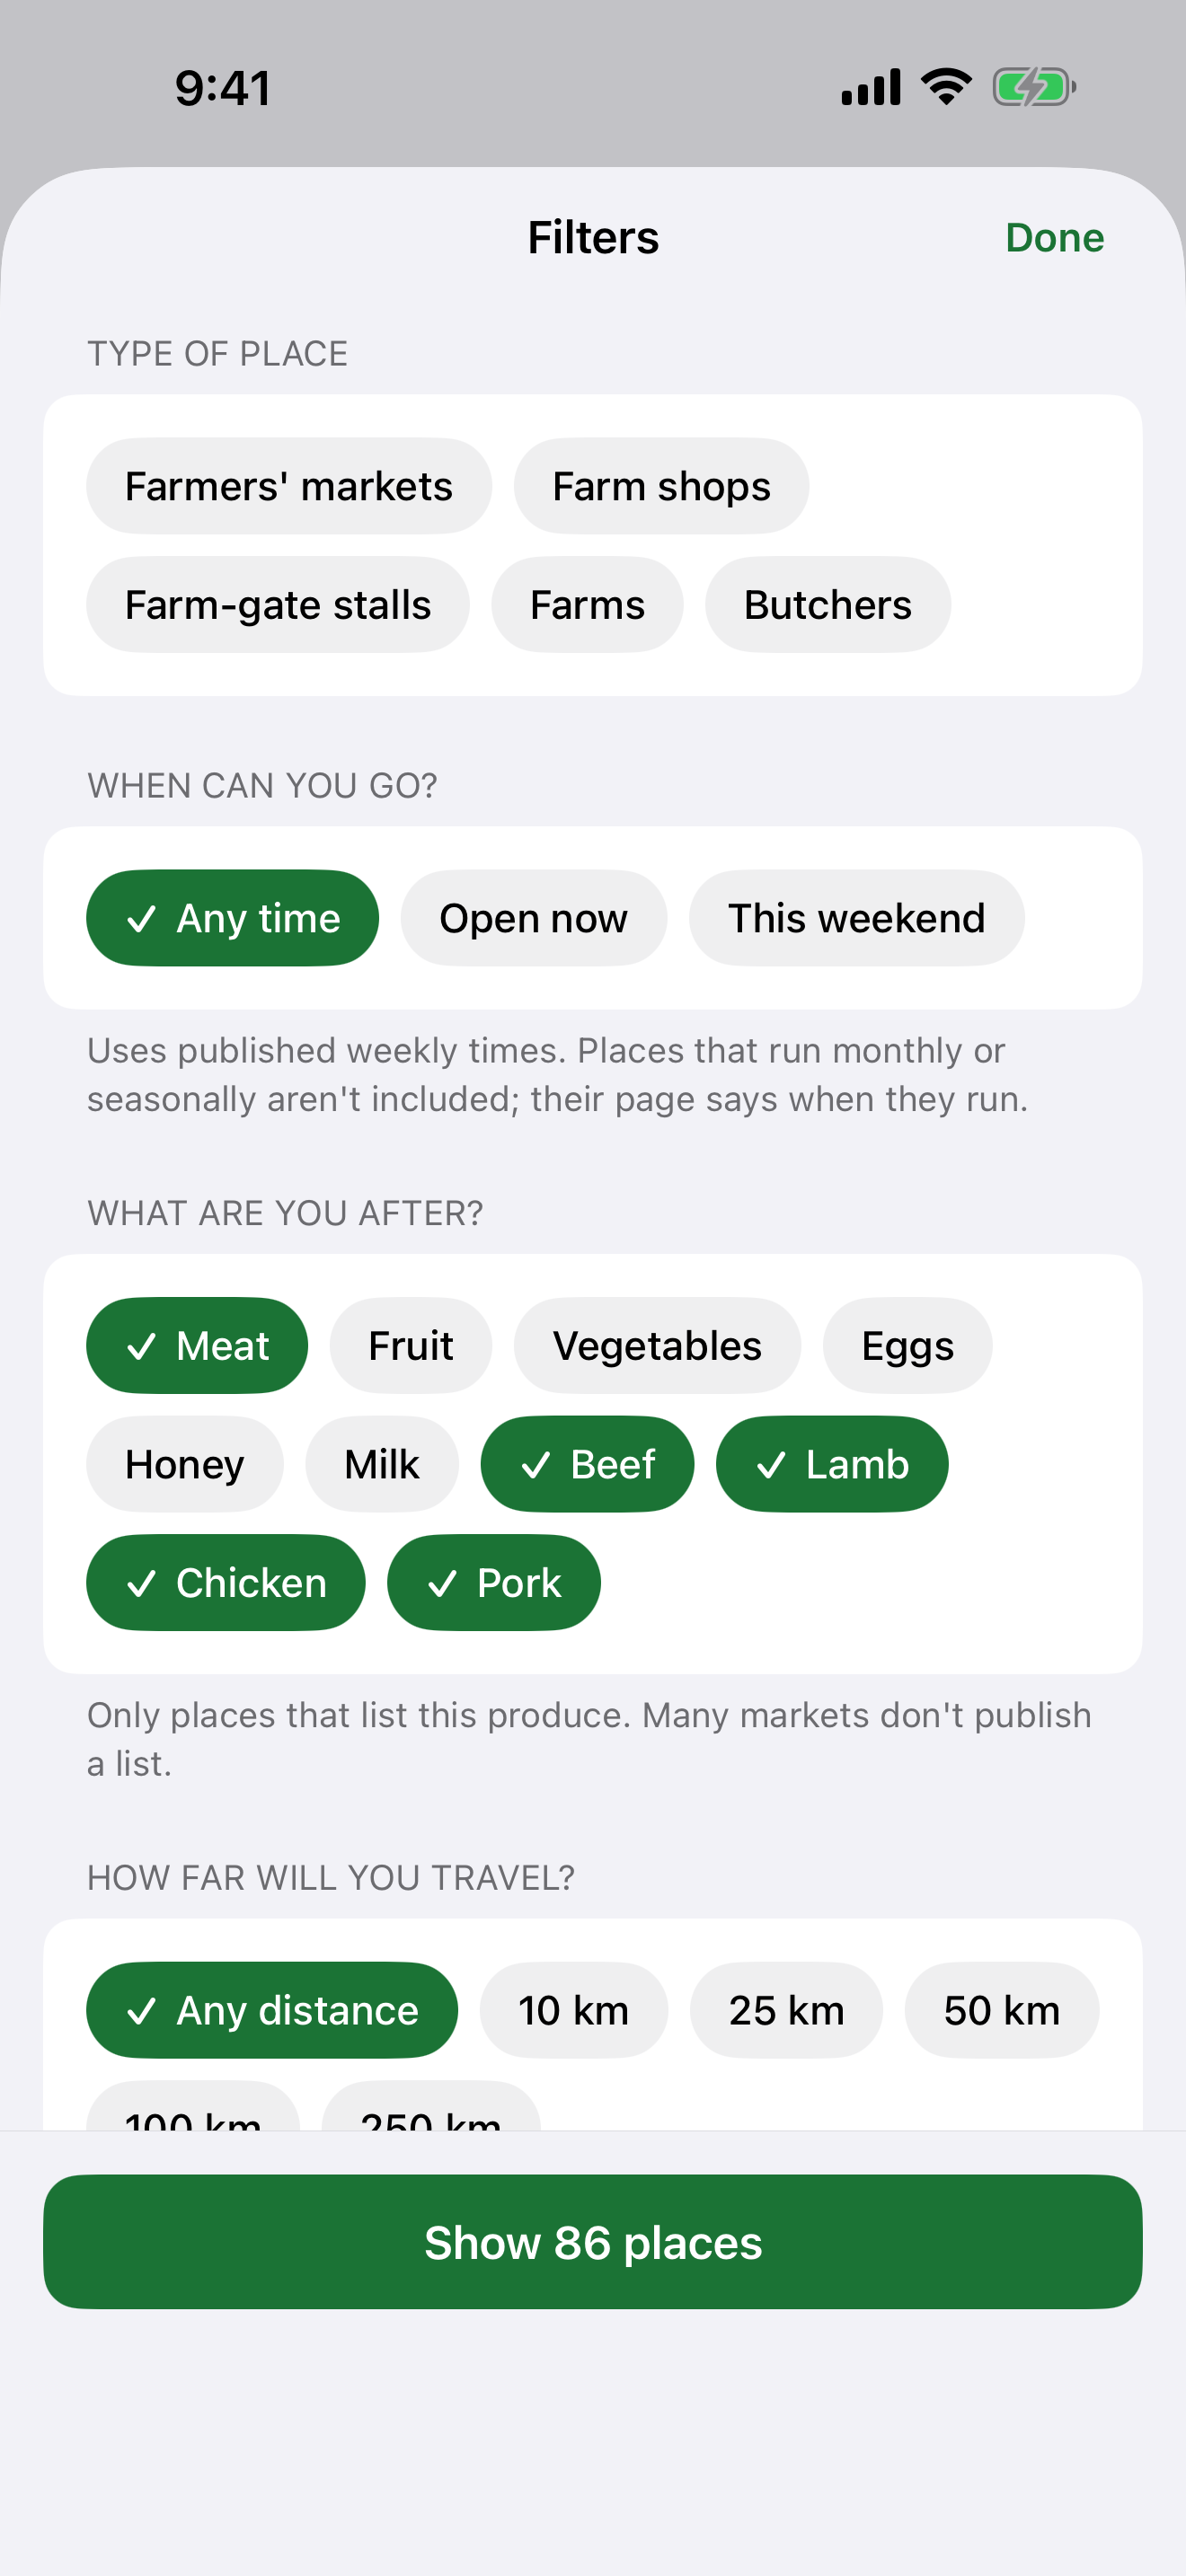 9:41
Filters
Done
TYPE OF PLACE
Farmers' markets
Farm shops
Farm-gate stalls
Farms
Butchers
WHEN CAN YOU GO?
Any time
Open now
This weekend
Uses published weekly times. Places that run monthly or
seasonally aren't included; their page says when they run.
WHAT ARE YOU AFTER?
Meat
Fruit
Vegetables
Eggs
Honey
Milk
Beef
Lamb
Chicken
Pork
Only places that list this produce. Many markets don't publish
a list.
HOW FAR WILL YOU TRAVEL?
Any distance
10 km
25 km
50 km
100 km
250 km
Show 86 places